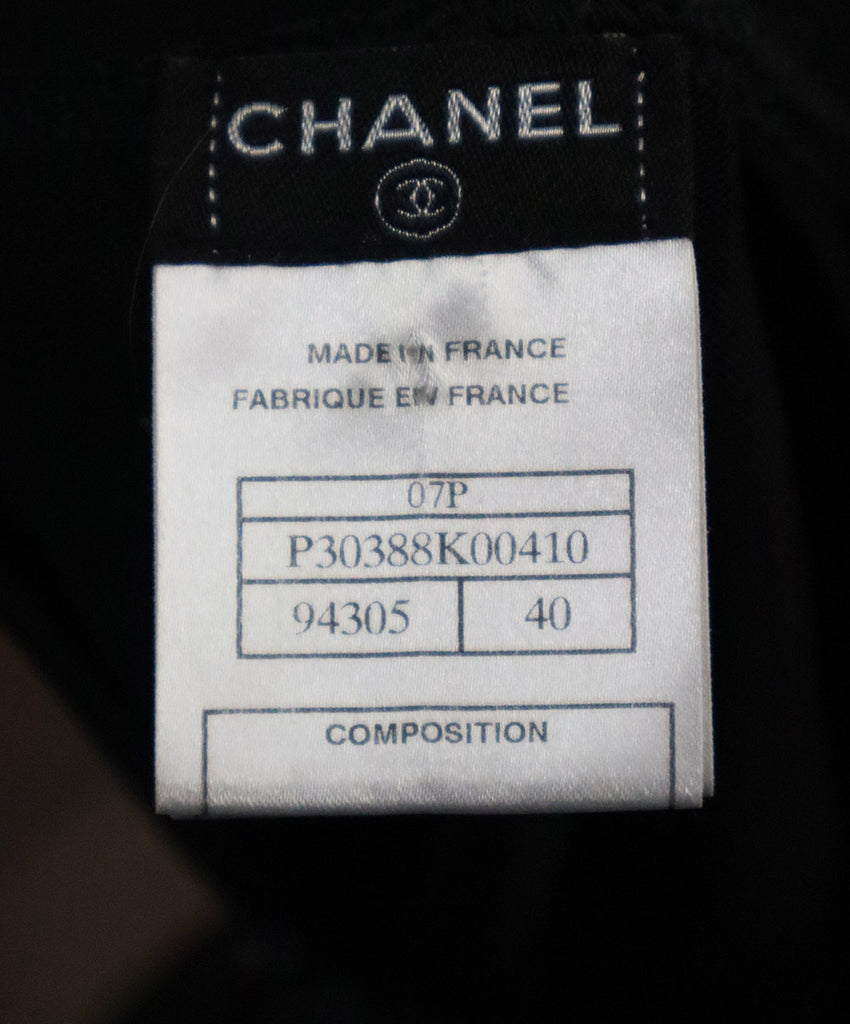 CHANEL
MADE IN FRANCE
FABRIQUE EN FRANCE
07P
P30388K00410
94305 40
COMPOSITION